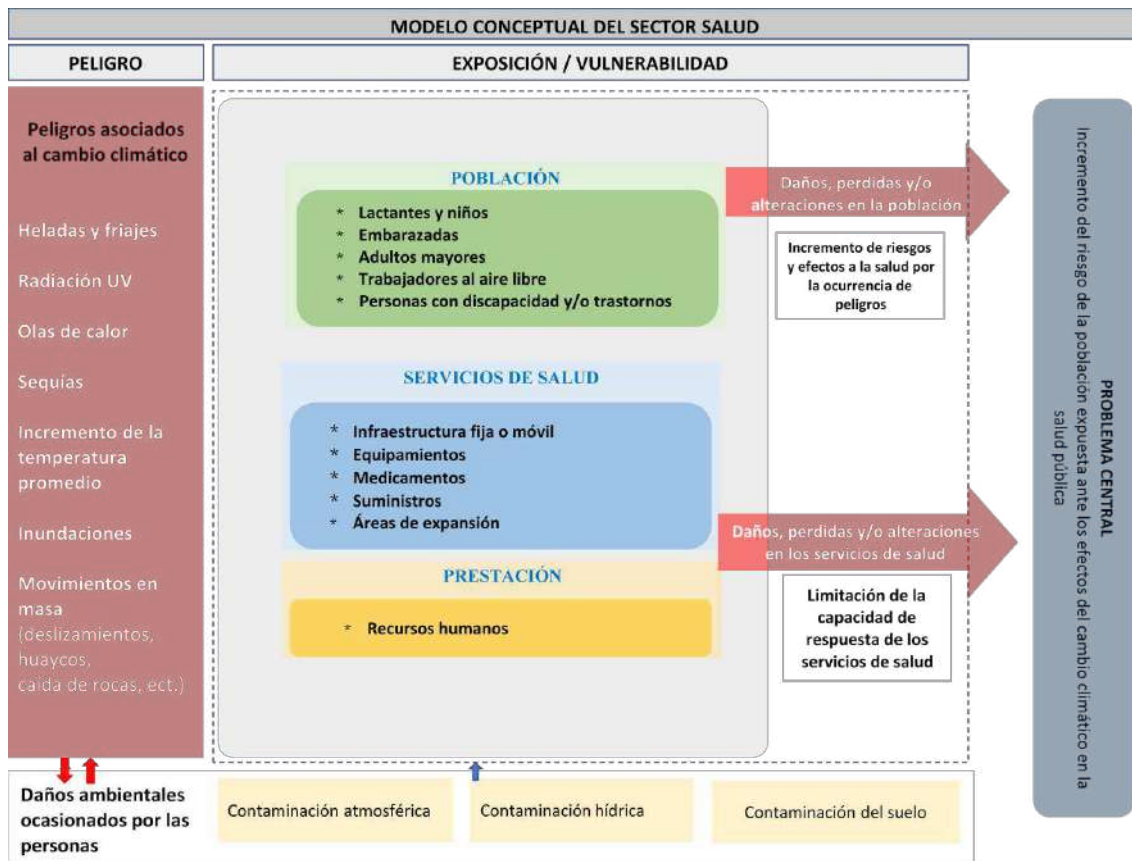 MODELO CONCEPTUAL DEL SECTOR SALUD
PELIGRO
EXPOSICIÓN / VULNERABILIDAD
Peligros asociados
al cambio climático
Heladas y friajes
Radiación UV
Olas de calor
Sequías
Incremento de la
temperatura
promedio
Inundaciones
Movimientos en
masa
(deslizamientos,
huaycos,
caída de rocas, ect.)
POBLACIÓN
* Lactantes y niños
* Embarazadas
* Adultos mayores
* Trabajadores al aire libre
* Personas con discapacidad y/o trastornos
SERVICIOS DE SALUD
* Infraestructura fija o móvil
* Equipamientos
* Medicamentos
* Suministros
* Áreas de expansión
PRESTACIÓN
* Recursos humanos
Daños, perdidas y/o
alteraciones en la población
Incremento de riesgos
y efectos a la salud por
la ocurrencia de
peligros
Daños, perdidas y/o alteraciones
en los servicios de salud
Limitación de la
capacidad de
respuesta de los
servicios de salud
PROBLEMA CENTRAL
Incremento del riesgo de la población expuesta ante los efectos del cambio climático en la
salud pública
Daños ambientales
ocasionados por las
personas
Contaminación atmosférica
Contaminación hídrica
Contaminación del suelo